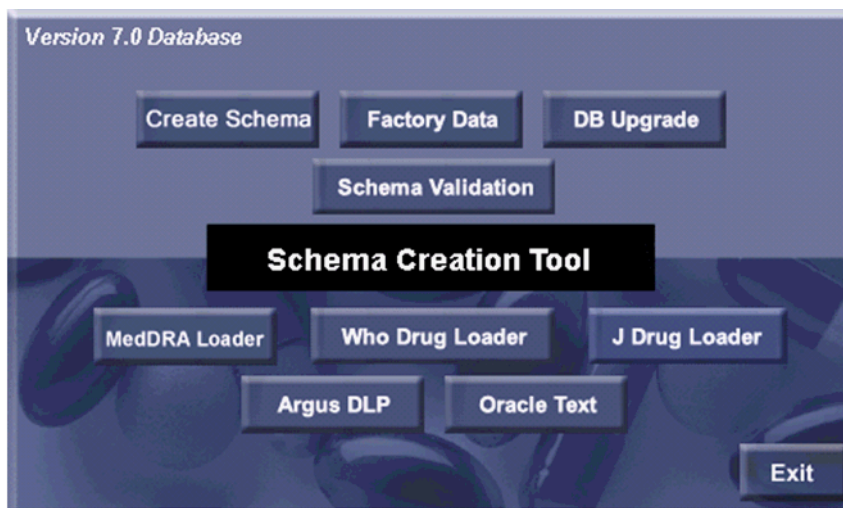 Version 7.0 Database
Create Schema Factory Data DB Upgrade
Schema Validation
Schema Creation Tool
MedDRA Loader Who Drug Loader J Drug Loader
Argus DLP Oracle Text
Exit